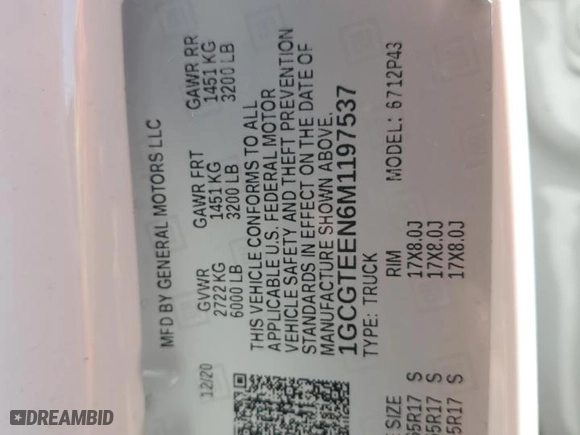 MFD BY GENERAL MOTORS LLC
12/20
GVWR
2722 KG
6000 LB
GAWR FRT
1451 KG
3200 LB
GAWR RR
1451 KG
3200 LB
THIS VEHICLE CONFORMS TO ALL
APPLICABLE U.S. FEDERAL MOTOR
VEHICLE SAFETY AND THEFT PREVENTION
STANDARDS IN EFFECT ON THE DATE OF
MANUFACTURE SHOWN ABOVE.
1GCGTEEN6M1197537
TYPE: TRUCK
MODEL: 6712P43
SIZE RIM
5R17 S 17X8.0J
5R17 S 17X8.0J
5R17 S 17X8.0J
DREAMBID